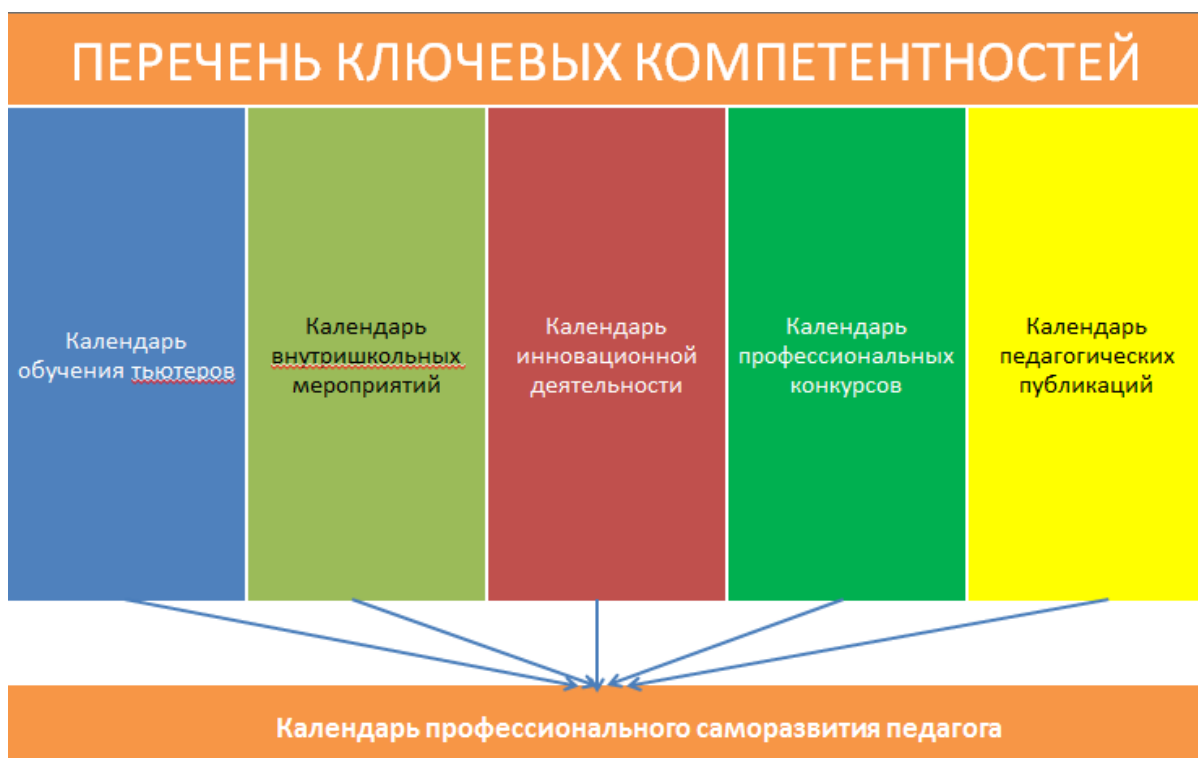 ПЕРЕЧЕНЬ КЛЮЧЕВЫХ КОМПЕТЕНТНОСТЕЙ
Календарь
обучения тьютеров
Календарь
внутришкольных
мероприятий
Календарь
инновационной
деятельности
Календарь
профессиональных
конкурсов
Календарь
педагогических
публикаций
Календарь профессионального саморазвития педагога